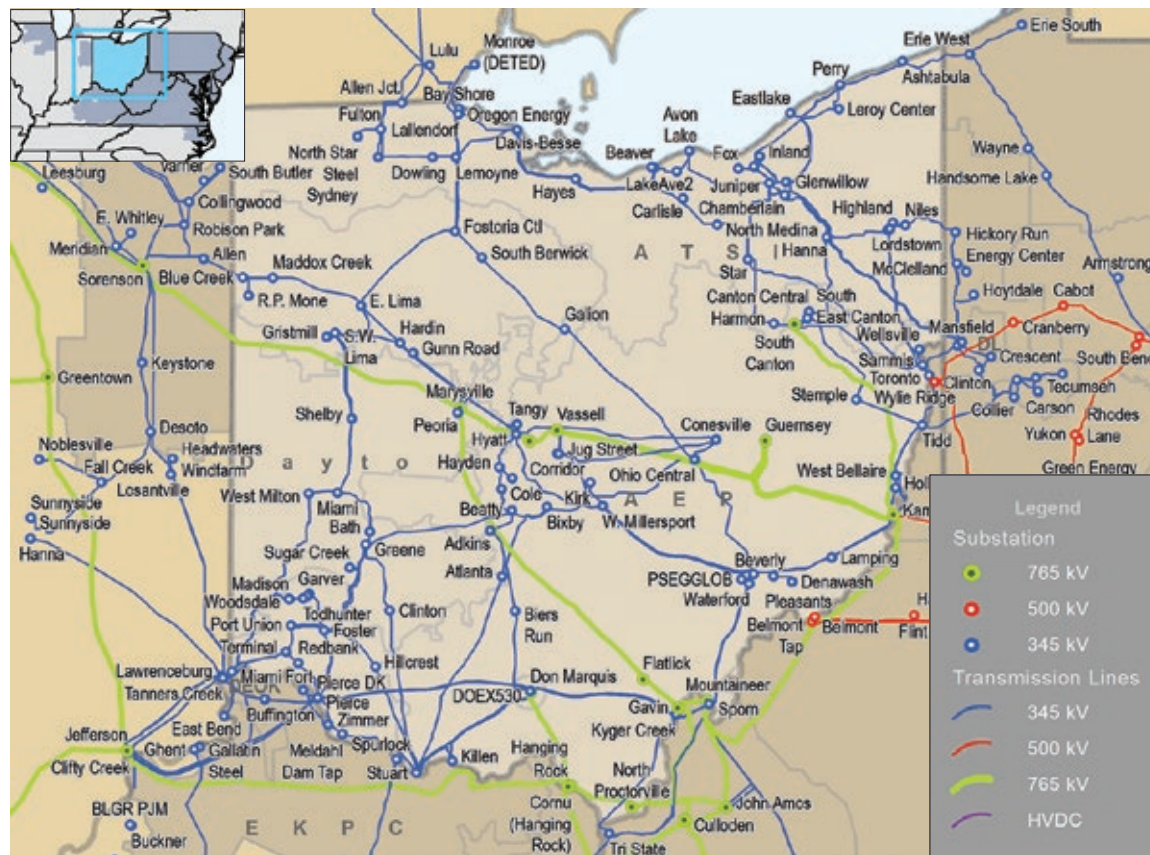 Erie South
Erie West
Lulu
Monroe
(DETED)
Perry
Ashtabula
Allen Jct.
Bay Shore
Eastlake
Leroy Center
Fulton
Oregon Energy
Avon
Lake
Lallendorf
Davis-Besse
Beaver
Fox
Inland
Wayne
North Star
Steel
Sydney
Dowling
Lemoyne
Hayes
LakeAve2
Juniper
Glenwillow
Handsome Lake
Varner
South Butler
Leesburg
Collingwood
Carlisle
Chamberlain
Highland
Niles
E. Whitley
Robison Park
Fostoria Ctl
North Medina
Lordstown
Hickory Run
Meridian
Allen
South Berwick
A T S I
Hanna
McClelland
Energy Center
Armstrong
Sorenson
Blue Creek
Maddox Creek
Star
Hoytdale
R.P. Mone
E. Lima
Canton Central
South
Cabot
Gristmill
S.W.
Lima
Hardin
Galion
Harmon
East Canton
Wellsville
Mansfield
Cranberry
Gunn Road
South
Canton
Sammis
Crescent
South Bend
Keystone
Toronto
Clinton
Tecumseh
Greentown
Marysville
Stemple
Wylie Ridge
Collier
Carson
Shelby
Peoria
Tangy
Vassell
Conesville
Guernsey
Tidd
Rhodes
Lane
Desoto
Hyatt
Jug Street
Yukon
Noblesville
Headwaters
Windfarm
Dayto
Hayden
Corridor
Ohio Central
West Bellaire
Green Energy
Fall Creek
Losantville
West Milton
Cole
Kirk
A E P
Sunnyside
Sunnyside
Miami
Bath
Beatty
Bixby
W. Millersport
Hanna
Sugar Creek
Greene
Adkins
Beverly
Lamping
Madison
Garver
Atlanta
PSEGGLOB
Denawash
Woodsdale
Todhunter
Clinton
Biers
Run
Waterford
Pleasants
Port Union
Foster
Belmont
Tap
Belmont
Flint
Terminal
Redbank
Hillcrest
Flatlick
Lawrenceburg
Miami Fort
Pierce DK
Don Marquis
Mountaineer
Tanners Creek
DEOK
Pierce
DOEX530
Gavin
Sporn
Buffington
Zimmer
Kyger Creek
Jefferson
East Bend
Clifty Creek
Ghent
Gallatin
Steel
Meldahl
Dam Tap
Spurlock
Stuart
Killen
Hanging
Rock
North
Proctorville
BLGR PJM
Cornu
(Hanging
Rock)
John Amos
Buckner
E K P C
Culloden
Tri State
Legend
Substation
765 kV
500 kV
345 kV
Transmission Lines
345 kV
500 kV
765 kV
HVDC